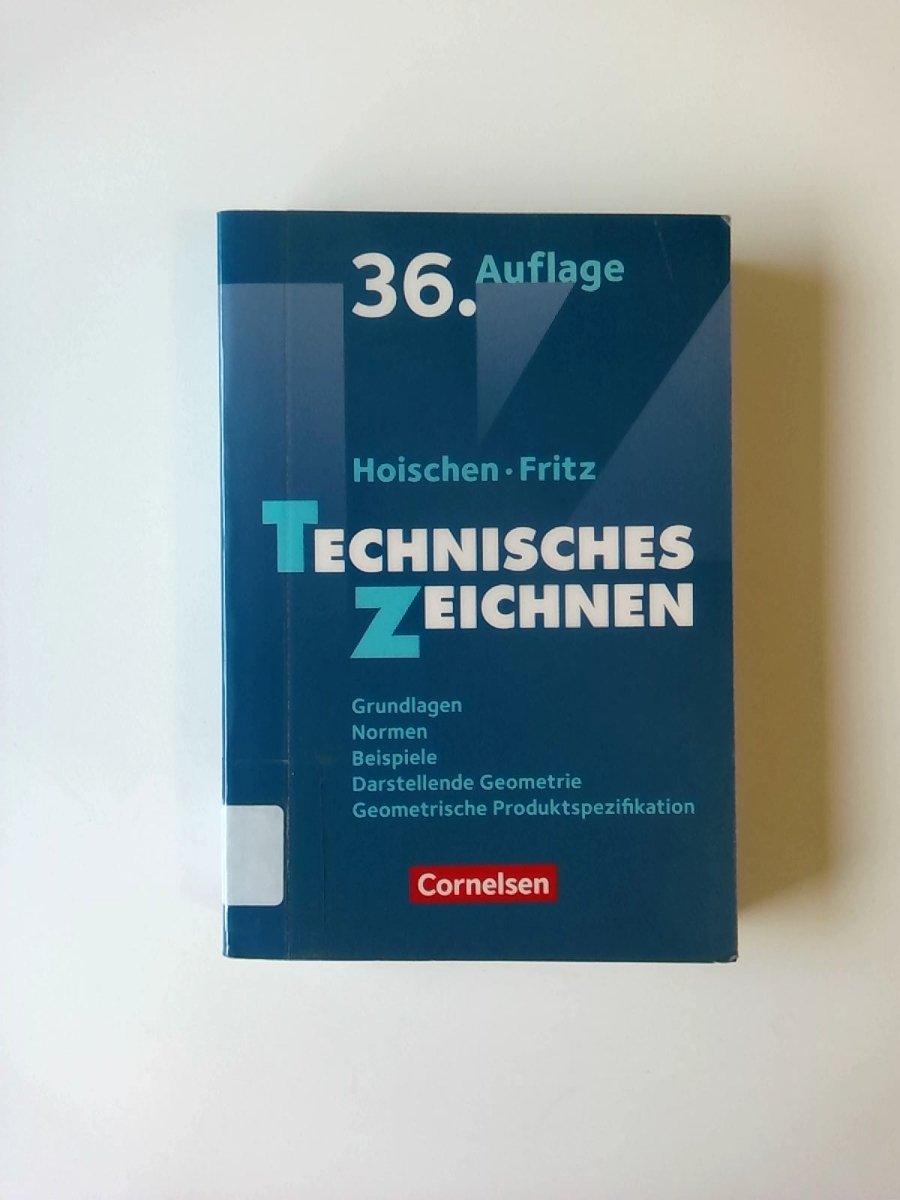 36. Auflage
Hoischen · Fritz
TECHNISCHES
ZEICHNEN
Grundlagen
Normen
Beispiele
Darstellende Geometrie
Geometrische Produktspezifikation
Cornelsen